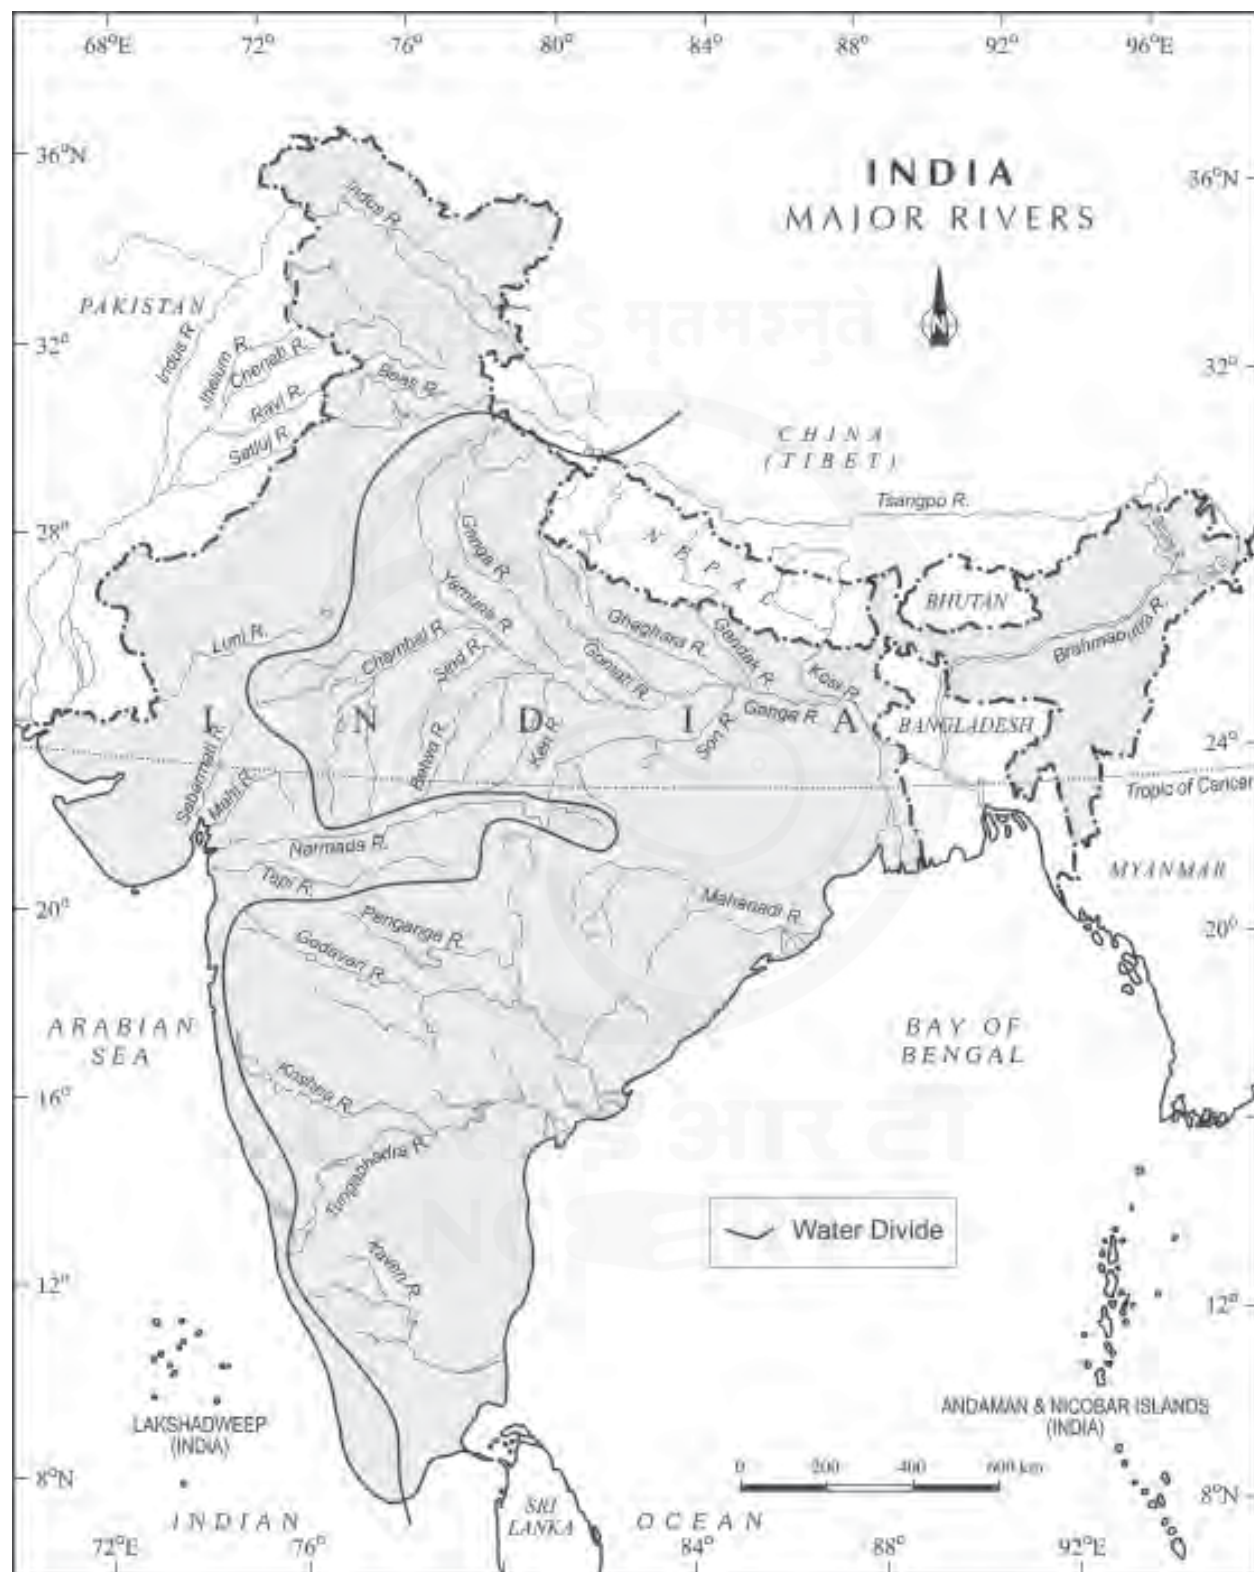 68°E 72° 76° 80° 84° 88° 92° 96°E
36°N
INDIA
MAJOR RIVERS
36°N
Indus R.
N
PAKISTAN
32°
Indus R.
Jhelum R.
Chenab R.
Ravi R.
Satluj R.
Beas R.
32°
CHINA
(TIBET)
Tsangpo R.
28°
28°
NEPAL
BHUTAN
Brahmaputra R.
Ganga R.
Yamuna R.
Ghaghara R.
Gandak R.
Gomati R.
Kosi R.
Luni R.
Chambal R.
Sind R.
Betwa R.
Ken R.
Son R.
Ganga R.
I N D I A
BANGLADESH
24°
Tropic of Cancer
Sabarmati R.
Mahi R.
Narmada R.
Tapi R.
MYANMAR
Mahanadi R.
20°
20°
Penganga R.
Godavari R.
ARABIAN
SEA
BAY OF
BENGAL
16°
Krishna R.
Tungabhadra R.
Water Divide
Kaveri R.
12°
12°
LAKSHADWEEP
(INDIA)
ANDAMAN & NICOBAR ISLANDS
(INDIA)
0 200 400 600 km
8°N
8°N
SRI
LANKA
INDIAN OCEAN
72°E 76° 84° 88° 92°E